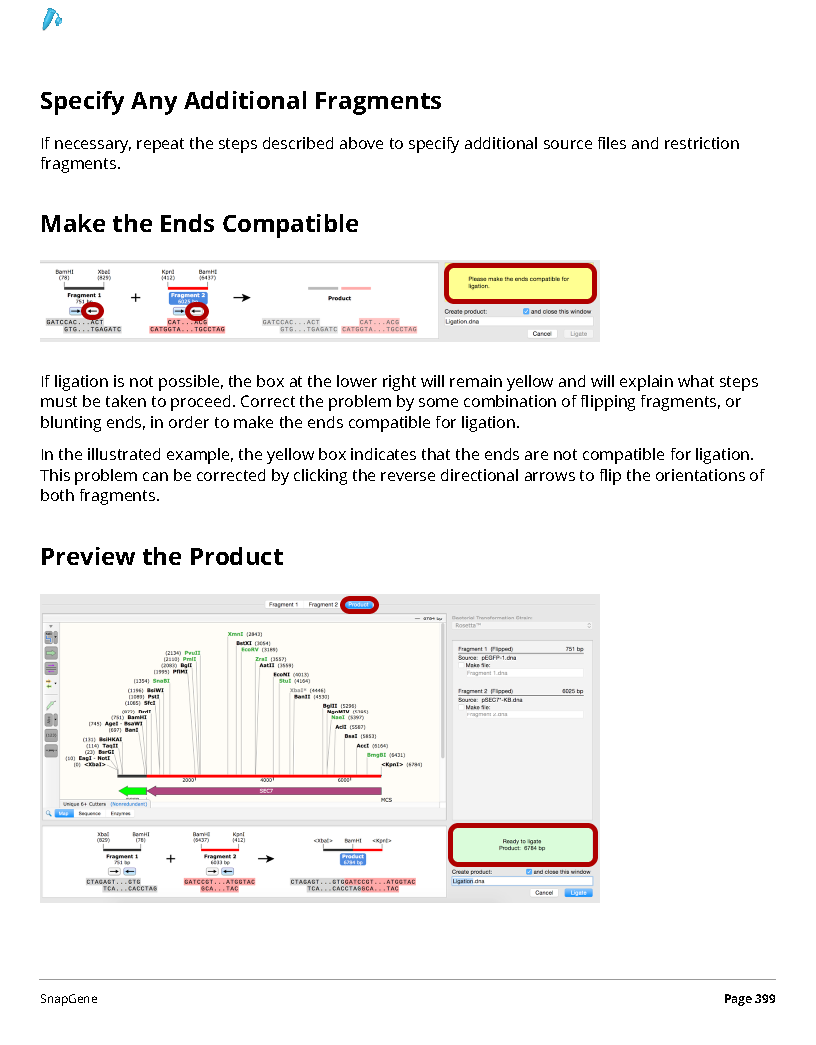 Specify Any Additional Fragments
If necessary, repeat the steps described above to specify additional source files and restriction
fragments.
Make the Ends Compatible
BamHI XbaI KpnI BamHI
(78) (829) (412) (6437)
Please make the ends compatible for
ligation.
Fragment 1 + Fragment 2 Product
751
Create product: and close this window
GATCCAC...ACT CAT...ACG GATCCAC...ACT CAT...ACG
Ligation.dna
GTG...TGAGATC CATGGTA...TGCCTAG GTG...TGAGATC CATGGTA...TGCCTAG
Cancel Ligate
If ligation is not possible, the box at the lower right will remain yellow and will explain what steps
must be taken to proceed. Correct the problem by some combination of flipping fragments, or
blunting ends, in order to make the ends compatible for ligation.
In the illustrated example, the yellow box indicates that the ends are not compatible for ligation.
This problem can be corrected by clicking the reverse directional arrows to flip the orientations of
both fragments.
Preview the Product
Fragment 1 Fragment 2 Product
6784 bp
Bacterial Transformation Strain:
Rosetta™
XmnI (2843)
BstXI (3054)
EcoRV (3189)
(2134) PvuII
(2110) PmlI
(2083) BglI
(1995) PflMI
ZraI (3557)
AatII (3559)
EcoNI (4013)
StuI (4164)
(1354) SnaBI
XbaI* (4446)
BanII (4530)
(1196) BsiWI
(1089) PstI
(1085) SfcI
BglII (5296)
NaeI (5397)
(751) BamHI
(745) AgeI - BsaWI
(697) BanI
AclI (5587)
BsaI (5853)
(131) BsiHKAI
(114) TaqII
(23) BsrGI
(10) EagI - NotI
(0) <XbaI>
AccI (6164)
BmgBI (6431)
<KpnI> (6784)
2000 4000 6000
SEC7
MCS
Unique 6+ Cutters (Nonredundant)
Map Sequence Enzymes
Fragment 1 (Flipped) 751 bp
Source: pEGFP-1.dna
Make file:
Fragment 1.dna
Fragment 2 (Flipped) 6025 bp
Source: pSEC7*-KB.dna
Make file:
Fragment 2.dna
XbaI BamHI BamHI KpnI <XbaI> BamHI <KpnI>
(829) (78) (6437) (412)
Fragment 1 + Fragment 2 Product
751 bp 6033 bp 6784 bp
CTAGAGT...GTG GATCCGT...ATGGTAC CTAGAGT...GTGGATCCGT...ATGGTAC
TCA...CACCTAG GCA...TAC TCA...CACCTAGGCA...TAC
Ready to ligate
Product: 6784 bp
Create product: and close this window
Ligation.dna
Cancel Ligate
SnapGene Page 399